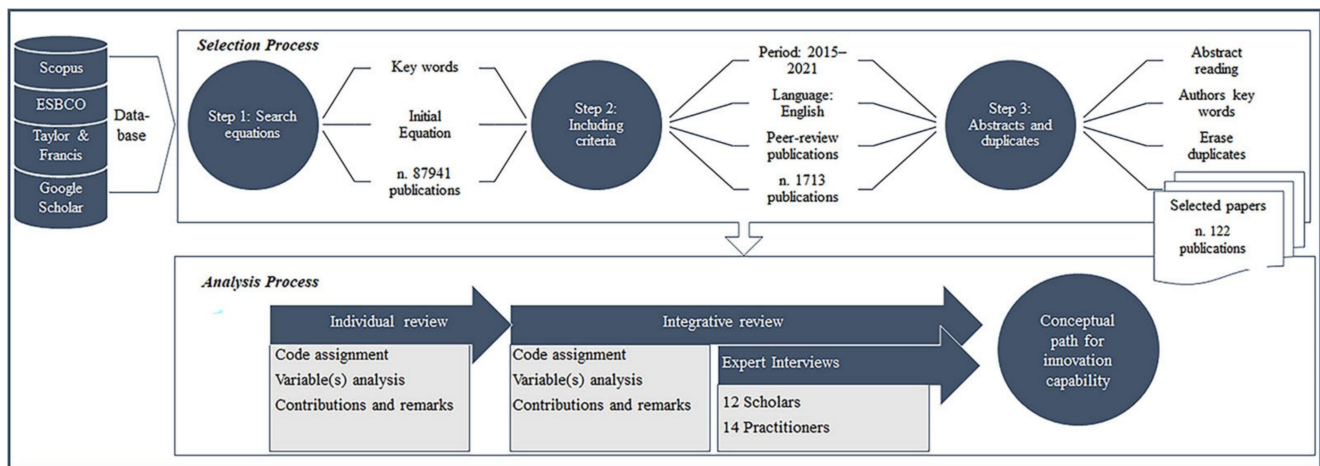 Scopus
ESBCO
Taylor &
Francis
Google
Scholar
Data-
base
Selection Process
Step 1: Search
equations
Key words
Initial
Equation
n. 87941
publications
Step 2:
Including
criteria
Period: 2015–
2021
Language:
English
Peer-review
publications
n. 1713
publications
Step 3:
Abstracts and
duplicates
Abstract
reading
Authors key
words
Erase
duplicates
Selected papers
n. 122
publications
Analysis Process
Individual review
Code assignment
Variable(s) analysis
Contributions and remarks
Integrative review
Code assignment
Variable(s) analysis
Contributions and remarks
Expert Interviews
12 Scholars
14 Practitioners
Conceptual
path for
innovation
capability